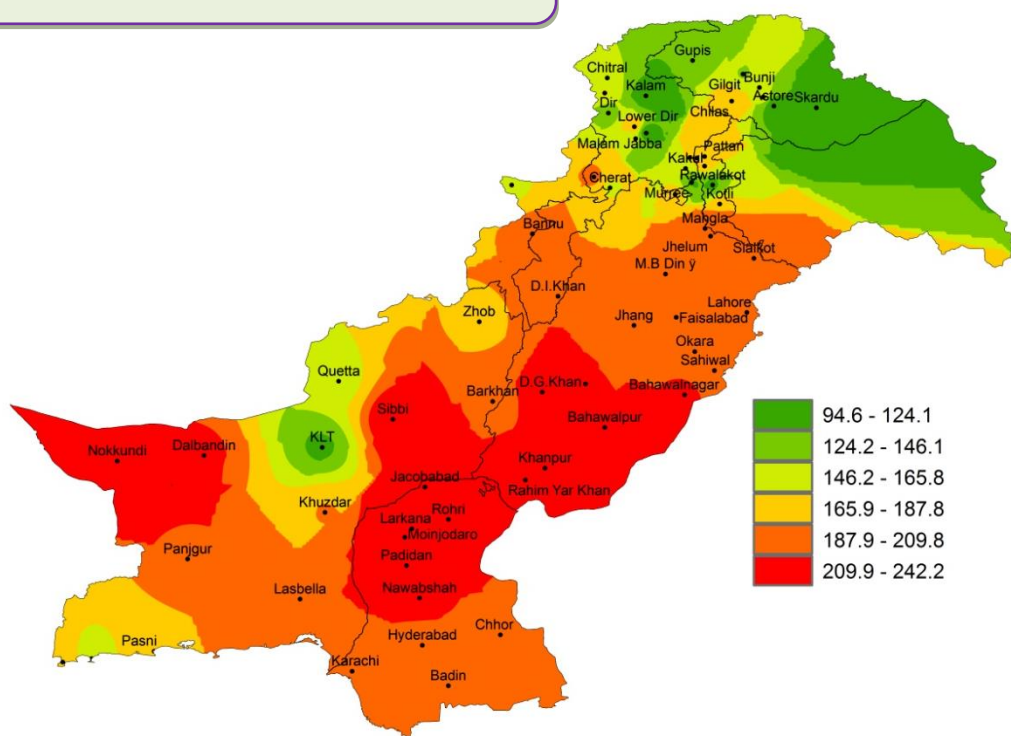 Gupis
Chitral
Bunji
Kalam
Gilgit
Astore
Skardu
Dir
Chilas
Lower Dir
Malam Jabba
Pattan
Kakul
Cherat
Rawalakot
Murree
Kotli
Mangla
Bannu
Jhelum
Sialkot
M.B Din ÿ
D.I.Khan
Zhob
Lahore
Jhang
Faisalabad
Okara
Sahiwal
Quetta
D.G.Khan
Bahawalnagar
Barkhan
Sibbi
Bahawalpur
KLT
Dalbandin
Nokkundi
Khanpur
Jacobabad
Rahim Yar Khan
Khuzdar
Rohri
Larkana
Moinjodaro
Panjgur
Padidan
Lasbella
Nawabshah
Chhor
Hyderabad
Pasni
Karachi
Badin
94.6 - 124.1
124.2 - 146.1
146.2 - 165.8
165.9 - 187.8
187.9 - 209.8
209.9 - 242.2